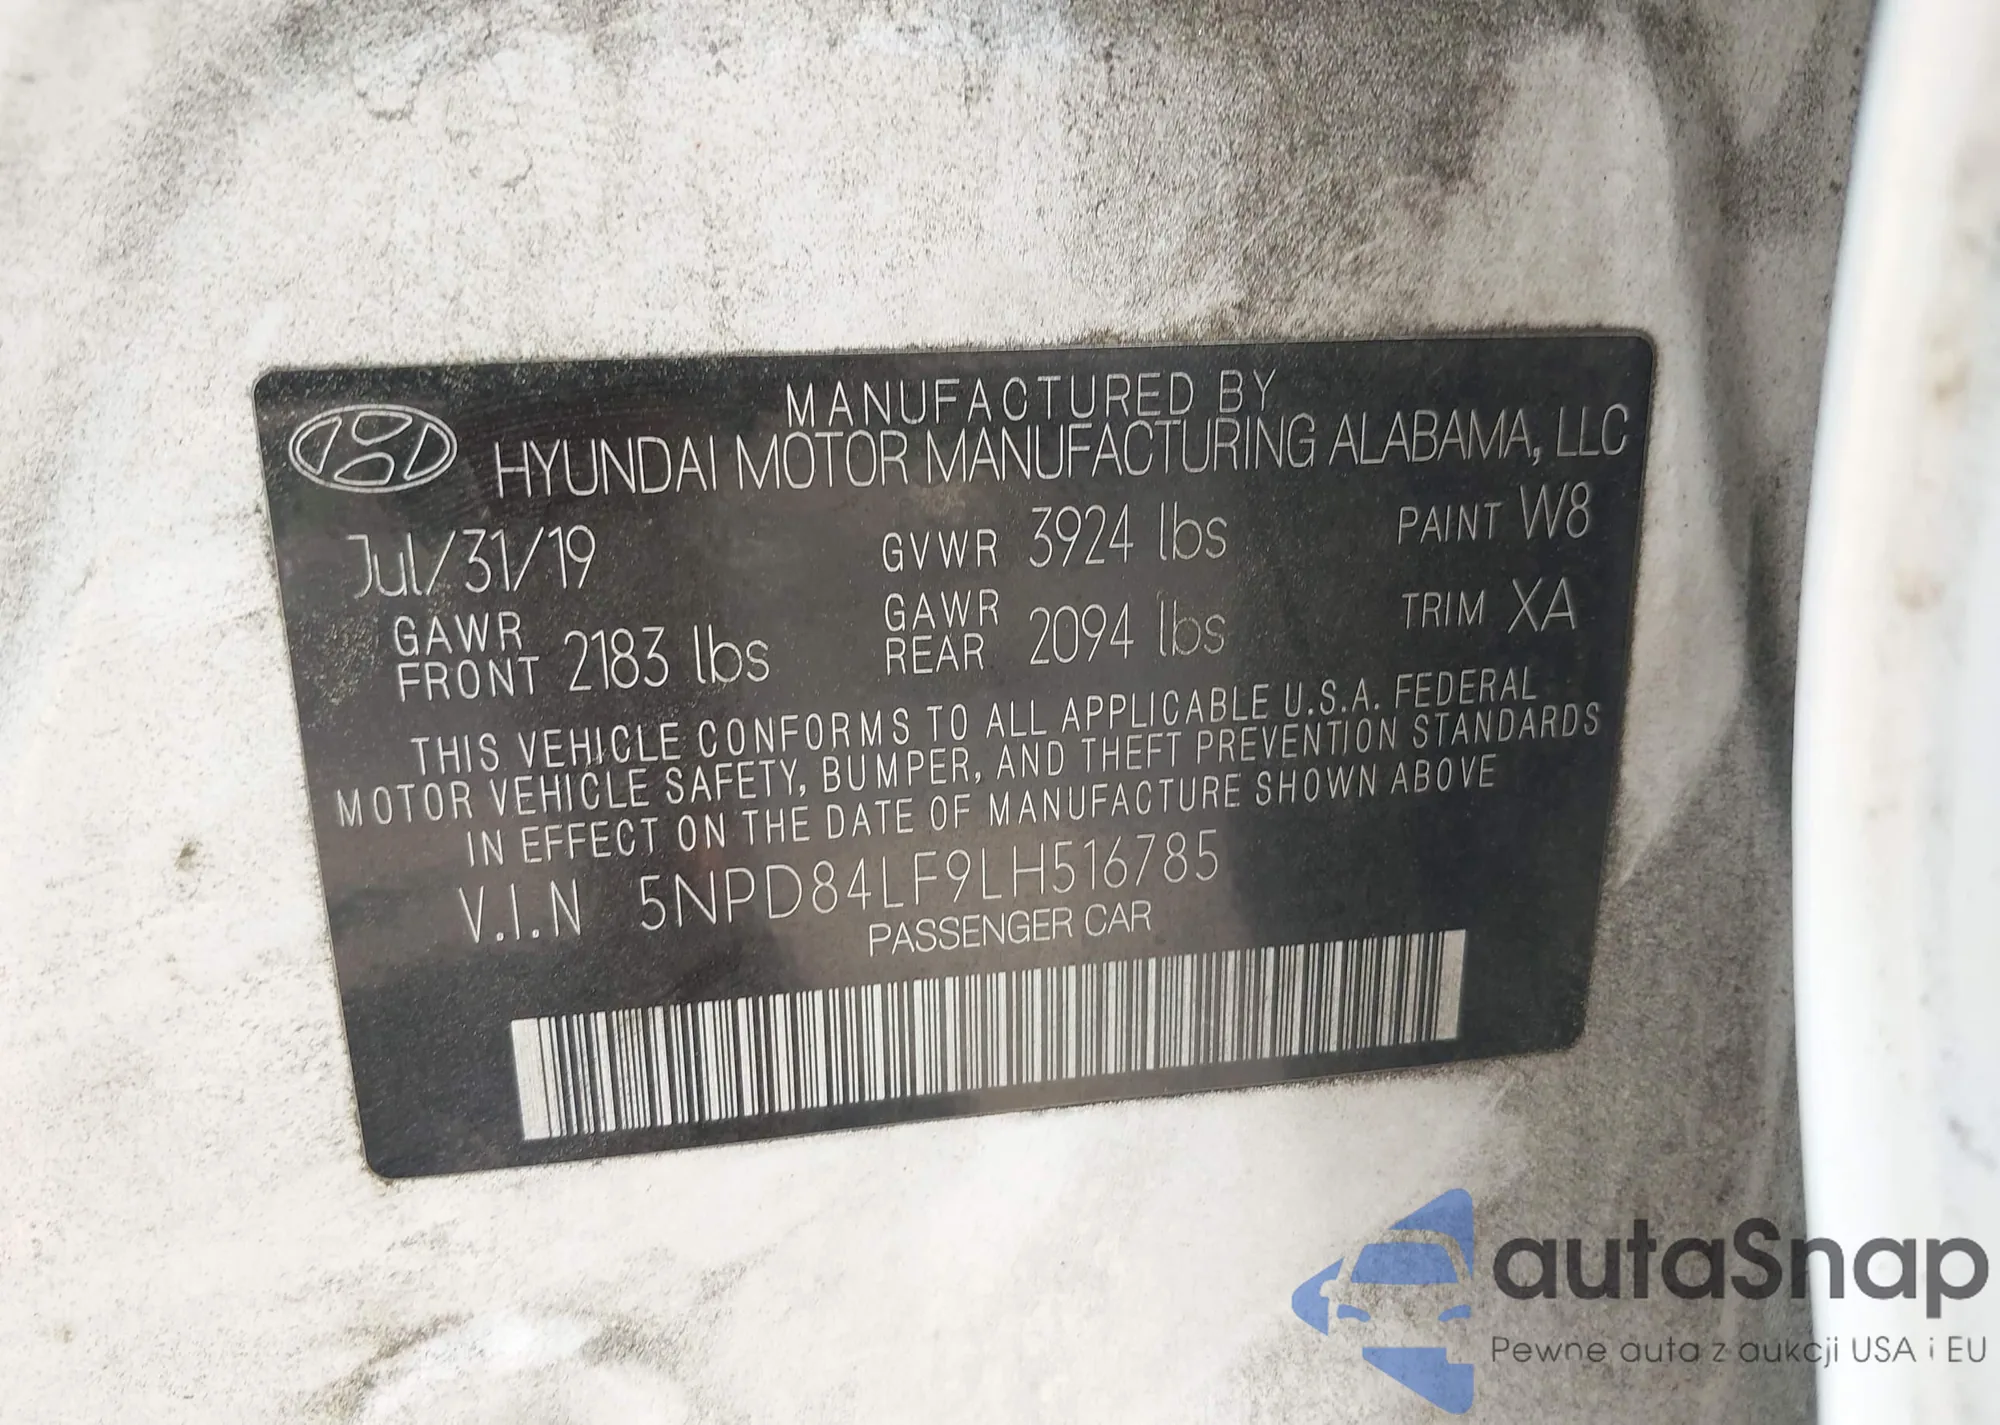 MANUFACTURED BY
HYUNDAI MOTOR MANUFACTURING ALABAMA, LLC
Jul/31/19 GVWR 3924 lbs PAINT W8
GAWR FRONT 2183 lbs GAWR REAR 2094 lbs TRIM XA
THIS VEHICLE CONFORMS TO ALL APPLICABLE U.S.A. FEDERAL
MOTOR VEHICLE SAFETY, BUMPER, AND THEFT PREVENTION STANDARDS
IN EFFECT ON THE DATE OF MANUFACTURE SHOWN ABOVE
V.I.N 5NPD84LF9LH516785
PASSENGER CAR
autaSnap
Pewne auta z aukcji USA i EU